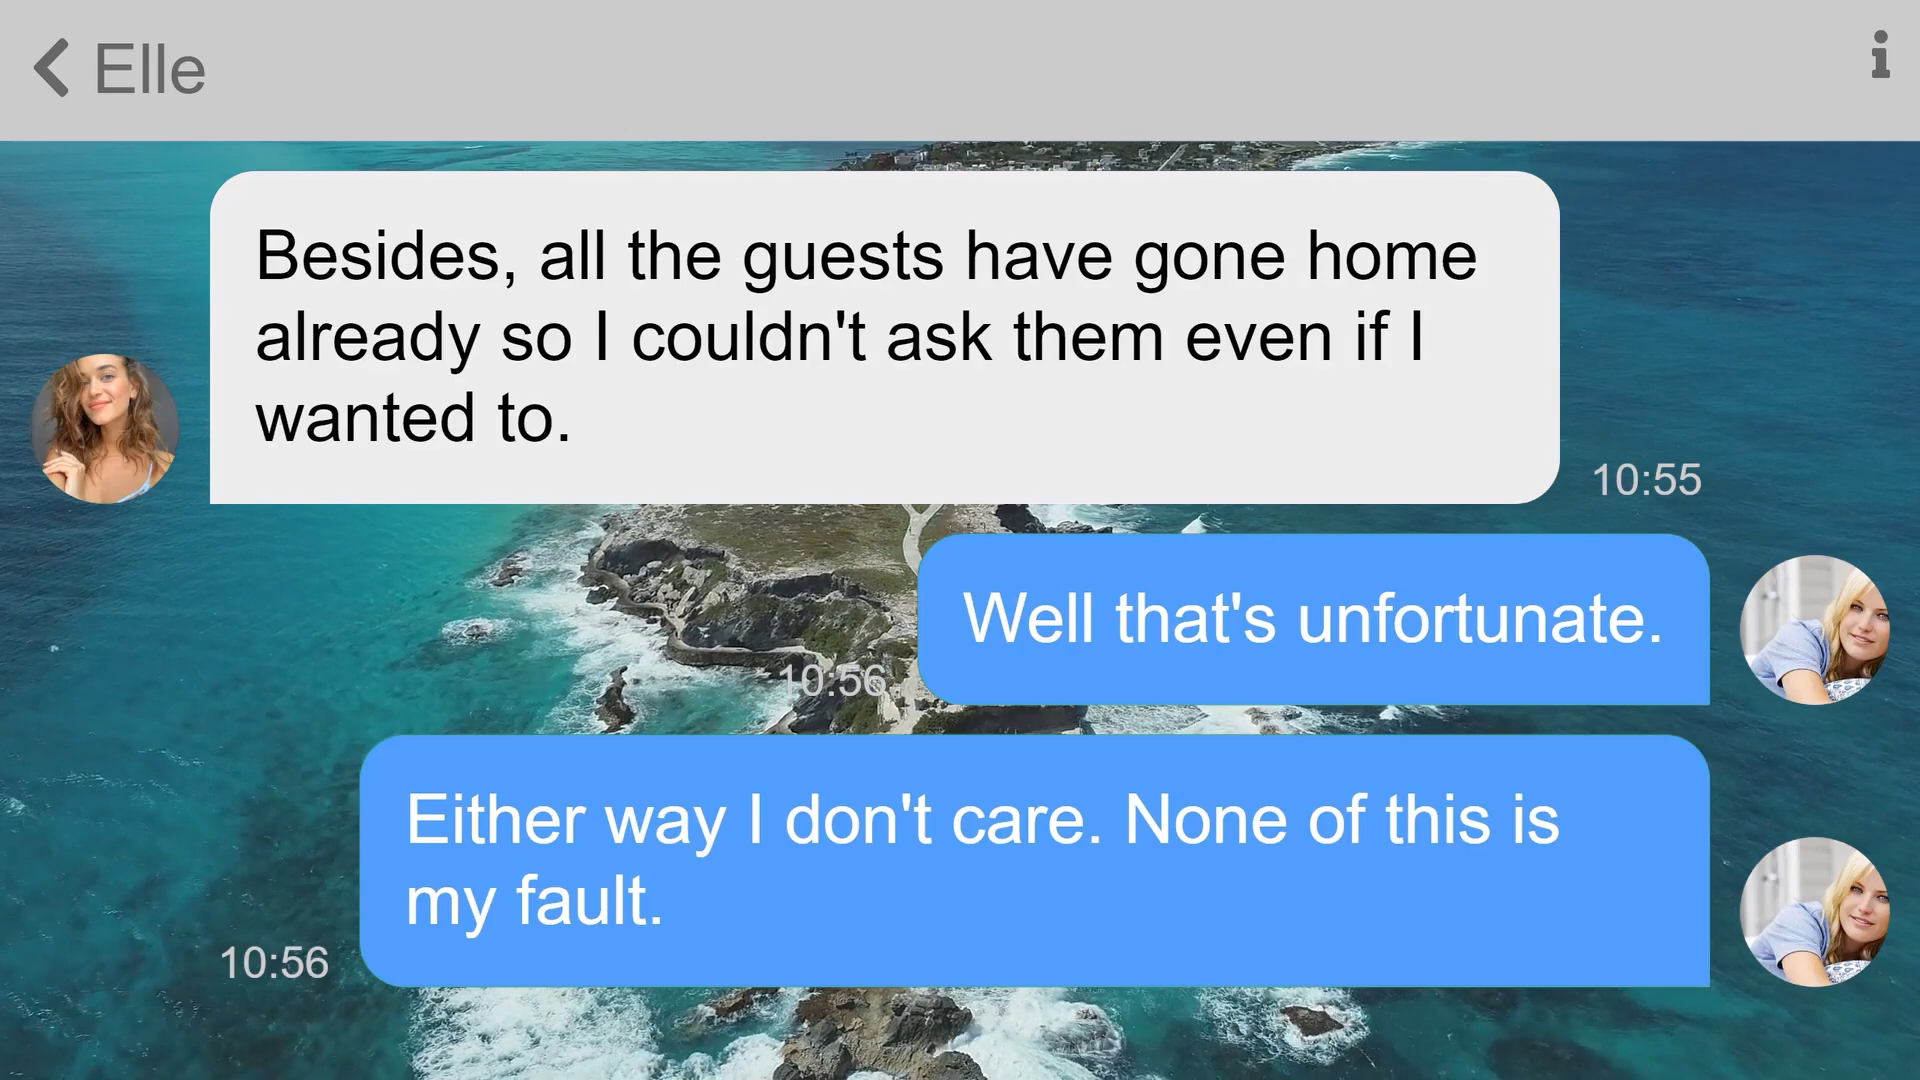 Elle
Besides, all the guests have gone home
already so I couldn't ask them even if I
wanted to.
10:55
Well that's unfortunate.
10:56
Either way I don't care. None of this is
my fault.
10:56